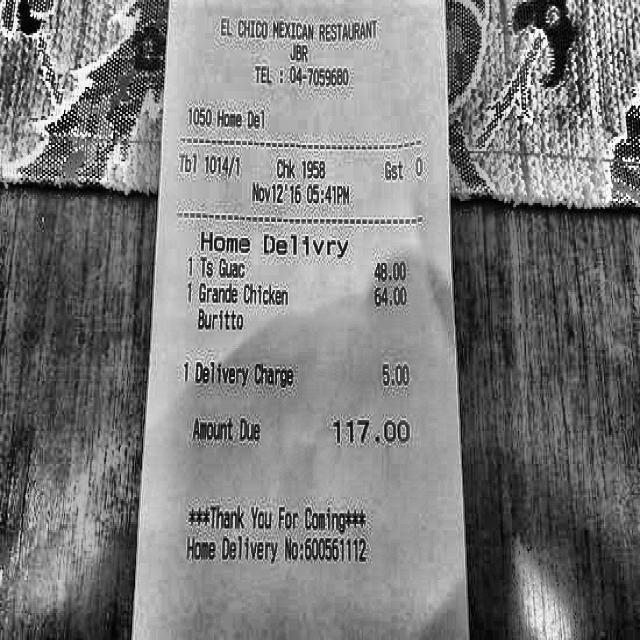 EL CHICO MEXICAN RESTAURANT
JBR
TEL : 04-7059680
1050 Home Del
Tbl 1014/1 Chk 1958 Gst 0
Nov12'16 05:41PM
Home Delivry
1 Ts Guac 48.00
1 Grande Chicken 64.00
Buritto
1 Delivery Charge 5.00
Amount Due 117.00
***Thank You For Coming***
Home Delivery No:600561112